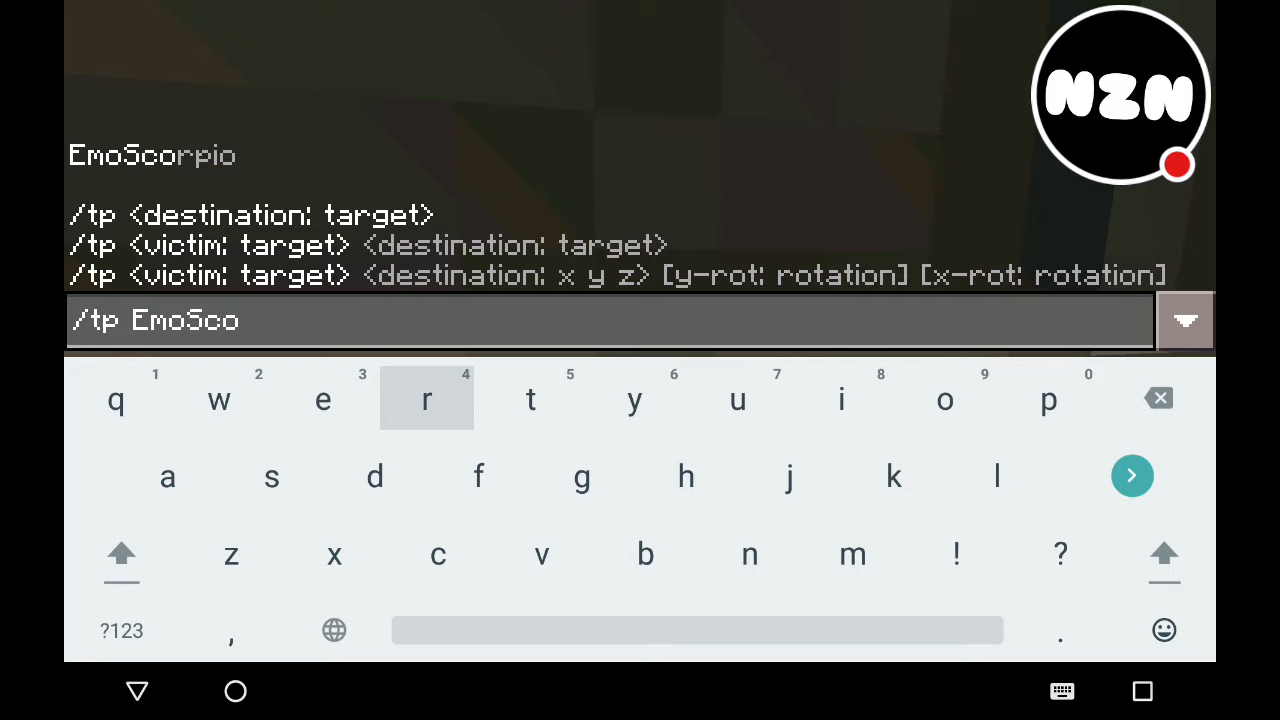 NZN
EmoScorpio
/tp <destination: target>
/tp <victim: target> <destination: target>
/tp <victim: target> <destination: x y z> [y-rot: rotation] [x-rot: rotation]
/tp EmoSco
1 2 3 4 5 6 7 8 9 0
q w e r t y u i o p
a s d f g h j k l
z x c v b n m ! ?
?123 , .